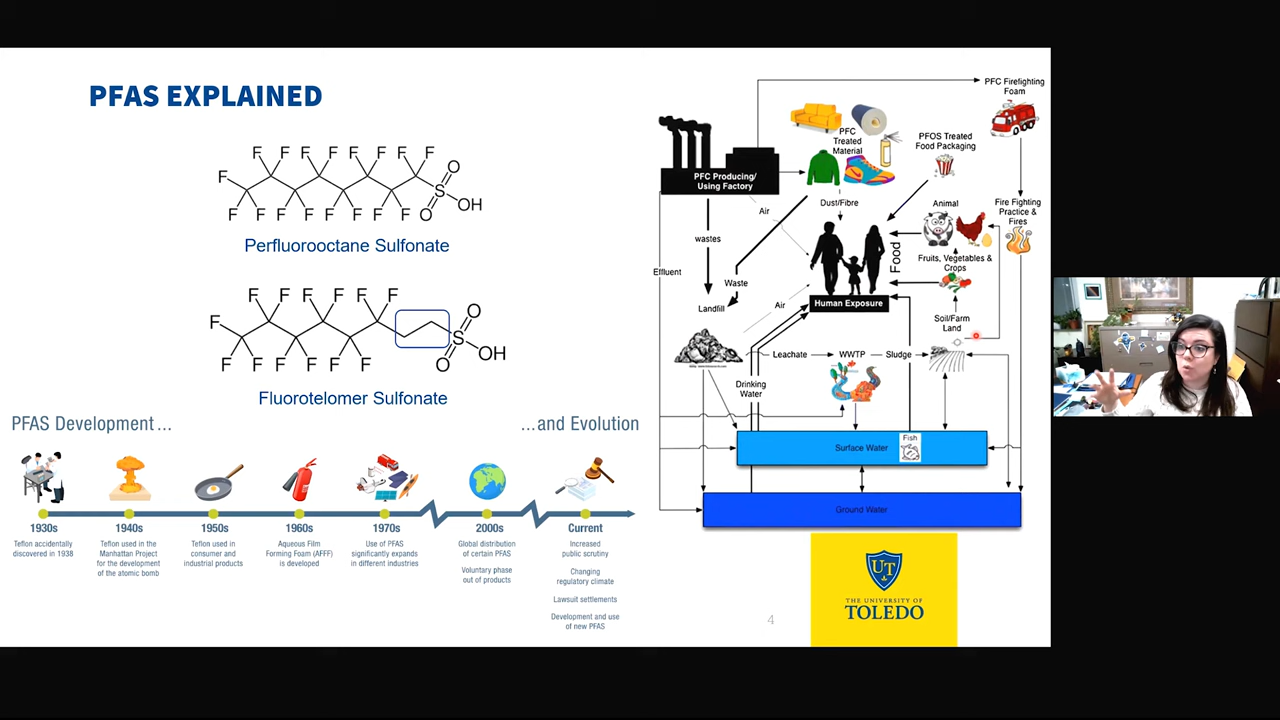 PFAS EXPLAINED
F F F F F F F F
F
F F F F F F F F
O
S
O
OH
Perfluorooctane Sulfonate
F F F F F F
F
F F F F F F
O
S
O
OH
Fluorotelomer Sulfonate
PFAS Development ...
...and Evolution
1930s
Teflon accidentally
discovered in 1938
1940s
Teflon used in the
Manhattan Project
for the development
of the atomic bomb
1950s
Teflon used in
consumer and
industrial products
1960s
Aqueous Film
Forming Foam (AFFF)
is developed
1970s
Use of PFAS
significantly expands
in different industries
2000s
Global distribution
of certain PFAS
Voluntary phase
out of products
Current
Increased
public scrutiny
Changing
regulatory climate
Lawsuit settlements
Development and use
of new PFAS
PFC Producing/
Using Factory
PFC
Treated
Material
PFOS Treated
Food Packaging
PFC Firefighting
Foam
Air
Dust/Fibre
Animal
Fire Fighting
Practice &
Fires
wastes
Food
Effluent
Waste
Fruits, Vegetables &
Crops
Landfill
Air
Human Exposure
Soil/Farm
Land
Leachate
WWTP
Sludge
Drinking
Water
Surface Water
Fish
Ground Water
4
UT
THE UNIVERSITY OF
TOLEDO